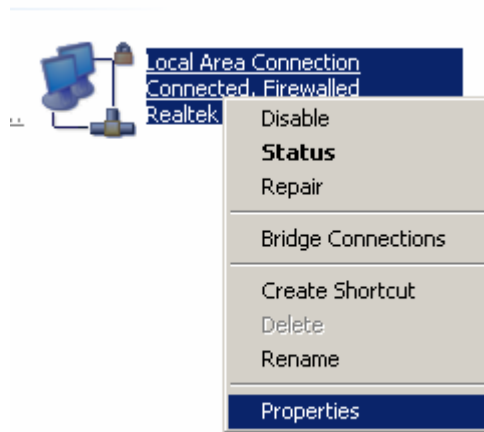 Local Area Connection
Connected, Firewalled
Realtek
..
Disable
Status
Repair
Bridge Connections
Create Shortcut
Delete
Rename
Properties